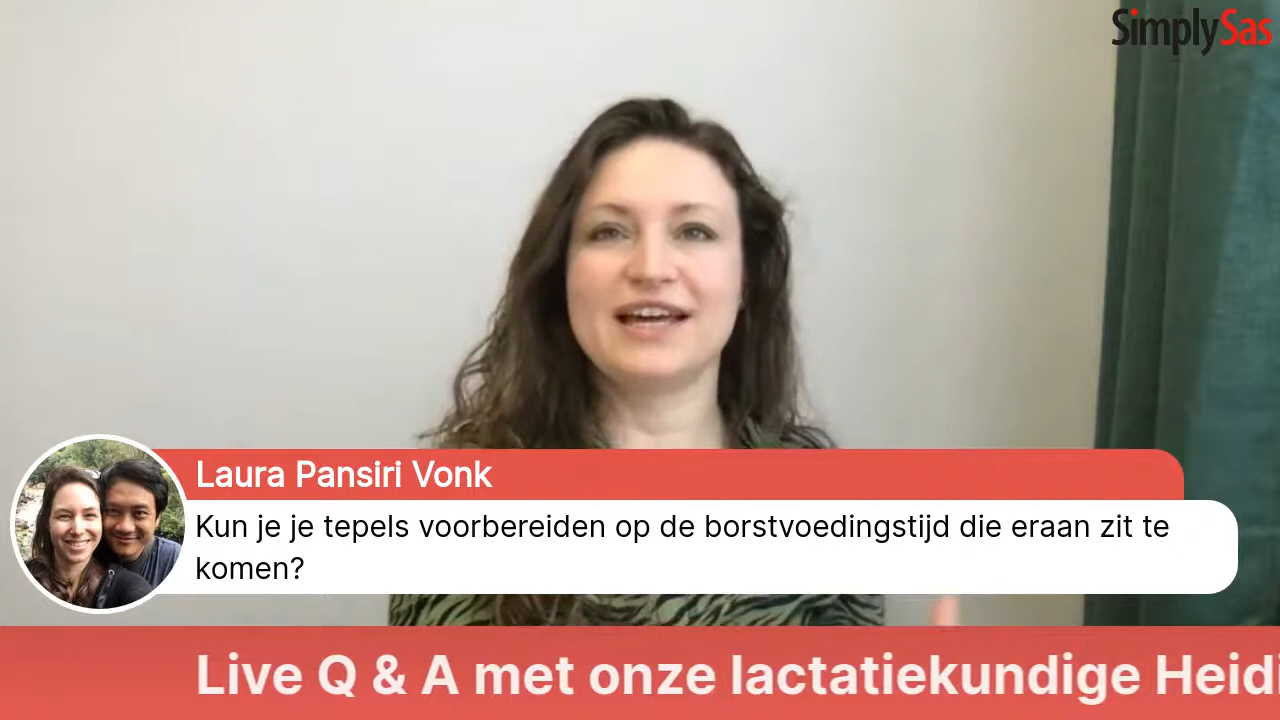 SimplySas
Laura Pansiri Vonk
Kun je je tepels voorbereiden op de borstvoedingstijd die eraan zit te
komen?
Live Q & A met onze lactatiekundige Heidi